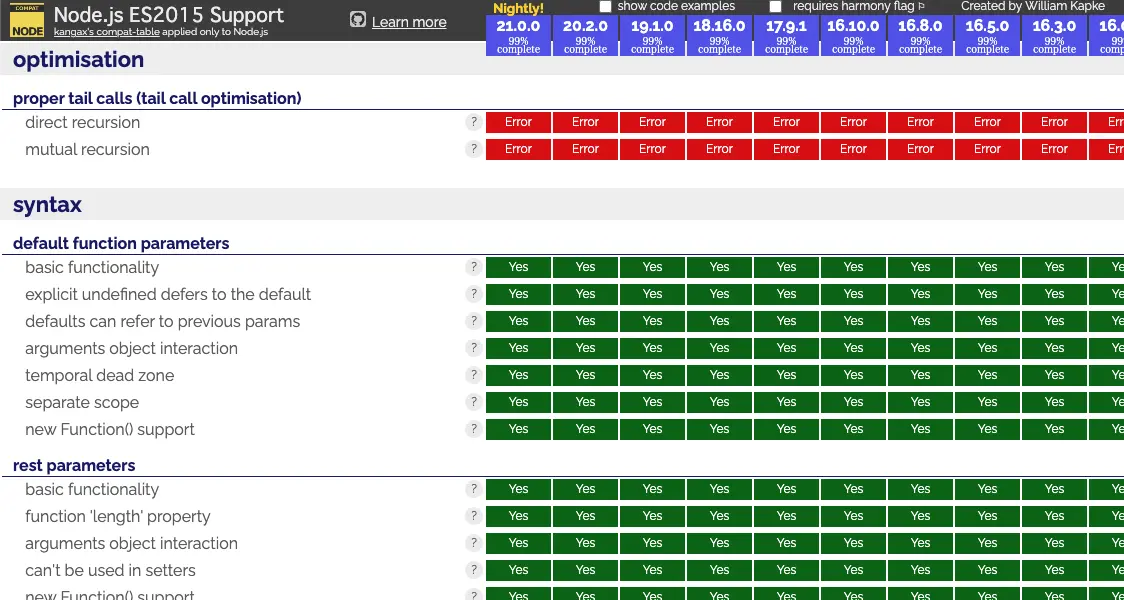 COMPAT
NODE
Node.js ES2015 Support
kangax's compat-table applied only to Node.js
Learn more
Nightly!
show code examples
requires harmony flag
Created by William Kapke
21.0.0 20.2.0 19.1.0 18.16.0 17.9.1 16.10.0 16.8.0 16.5.0 16.3.0 16.0
99% 99% 99% 99% 99% 99% 99% 99% 99% 99
complete complete complete complete complete complete complete complete complete comp
optimisation
proper tail calls (tail call optimisation)
direct recursion ? Error Error Error Error Error Error Error Error Error Err
mutual recursion ? Error Error Error Error Error Error Error Error Error Err
syntax
default function parameters
basic functionality ? Yes Yes Yes Yes Yes Yes Yes Yes Yes Ye
explicit undefined defers to the default ? Yes Yes Yes Yes Yes Yes Yes Yes Yes Ye
defaults can refer to previous params ? Yes Yes Yes Yes Yes Yes Yes Yes Yes Ye
arguments object interaction ? Yes Yes Yes Yes Yes Yes Yes Yes Yes Ye
temporal dead zone ? Yes Yes Yes Yes Yes Yes Yes Yes Yes Ye
separate scope ? Yes Yes Yes Yes Yes Yes Yes Yes Yes Ye
new Function() support ? Yes Yes Yes Yes Yes Yes Yes Yes Yes Ye
rest parameters
basic functionality ? Yes Yes Yes Yes Yes Yes Yes Yes Yes Ye
function 'length' property ? Yes Yes Yes Yes Yes Yes Yes Yes Yes Ye
arguments object interaction ? Yes Yes Yes Yes Yes Yes Yes Yes Yes Ye
can't be used in setters ? Yes Yes Yes Yes Yes Yes Yes Yes Yes Ye
new Function() support ? Yes Yes Yes Yes Yes Yes Yes Yes Yes Ye